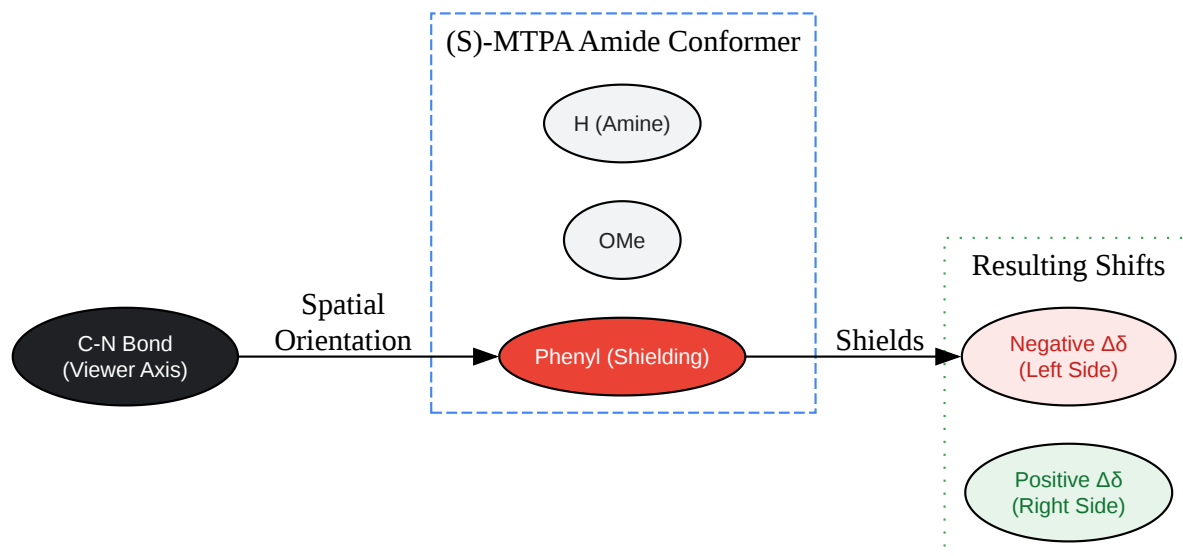 (S)-MTPA Amide Conformer
H (Amine)
OMe
Resulting Shifts
Spatial
Orientation
C-N Bond
(Viewer Axis)
Phenyl (Shielding)
Shields
Negative Δδ
(Left Side)
Positive Δδ
(Right Side)